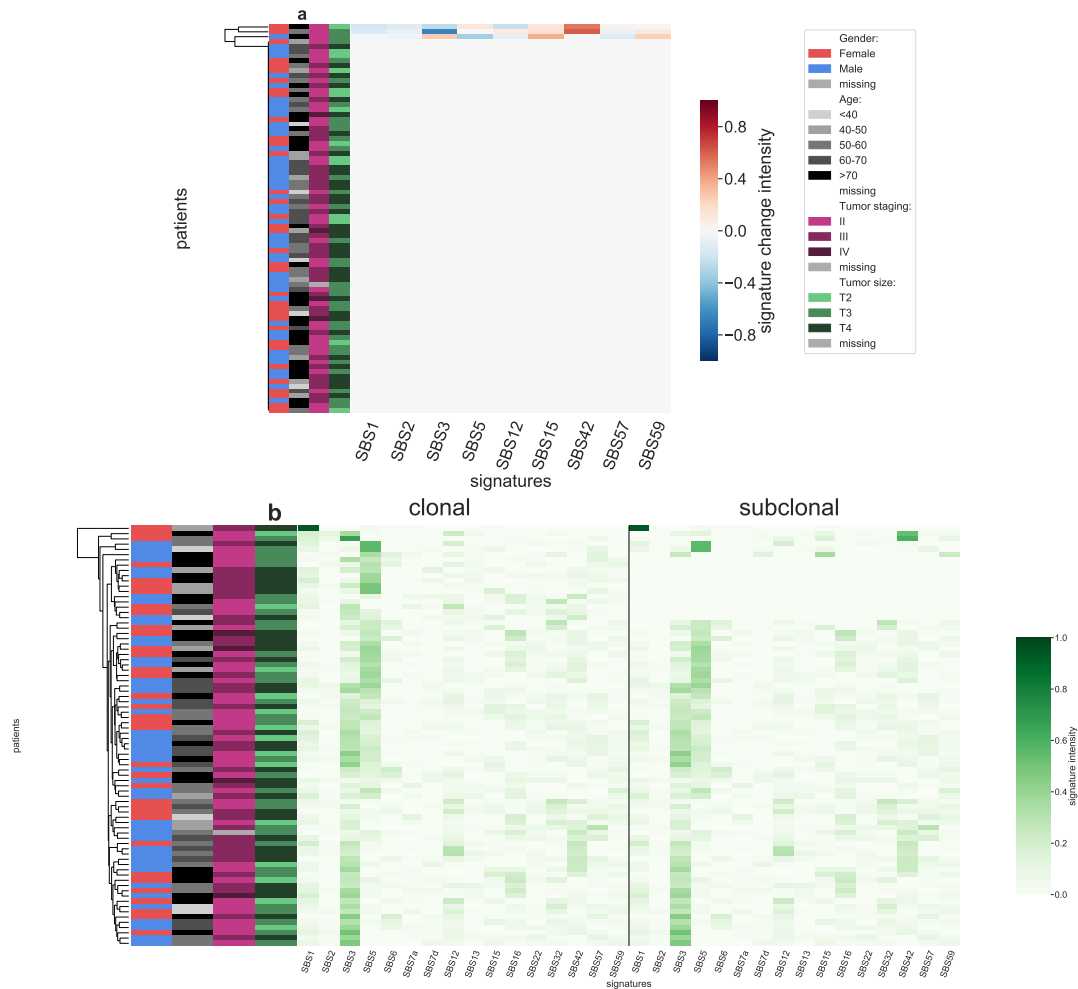 a
patients
SBS1
SBS2
SBS3
SBS5
SBS12
SBS15
SBS42
SBS57
SBS59
signatures
0.8
0.4
0.0
−0.4
−0.8
signature change intensity
Gender:
Female
Male
missing
Age:
<40
40-50
50-60
60-70
>70
missing
Tumor staging:
II
III
IV
missing
Tumor size:
T2
T3
T4
missing
b
clonal
subclonal
patients
SBS1
SBS2
SBS3
SBS5
SBS6
SBS7a
SBS7d
SBS12
SBS13
SBS15
SBS16
SBS22
SBS32
SBS42
SBS57
SBS59
SBS1
SBS2
SBS3
SBS5
SBS6
SBS7a
SBS7d
SBS12
SBS13
SBS15
SBS16
SBS22
SBS32
SBS42
SBS57
SBS59
signatures
1.0
0.8
0.6
0.4
0.2
0.0
signature intensity